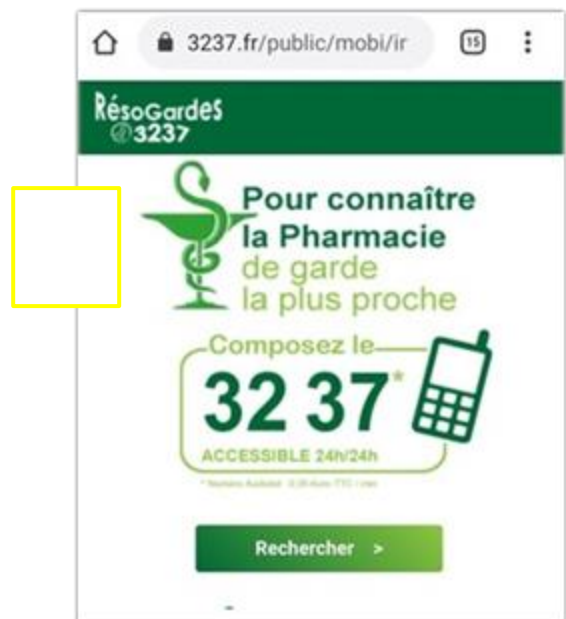 3237.fr/public/mobi/ir
15
RésoGardes
3237
Pour connaître
la Pharmacie
de garde
la plus proche
Composez le
32 37*
ACCESSIBLE 24h/24h
Rechercher >